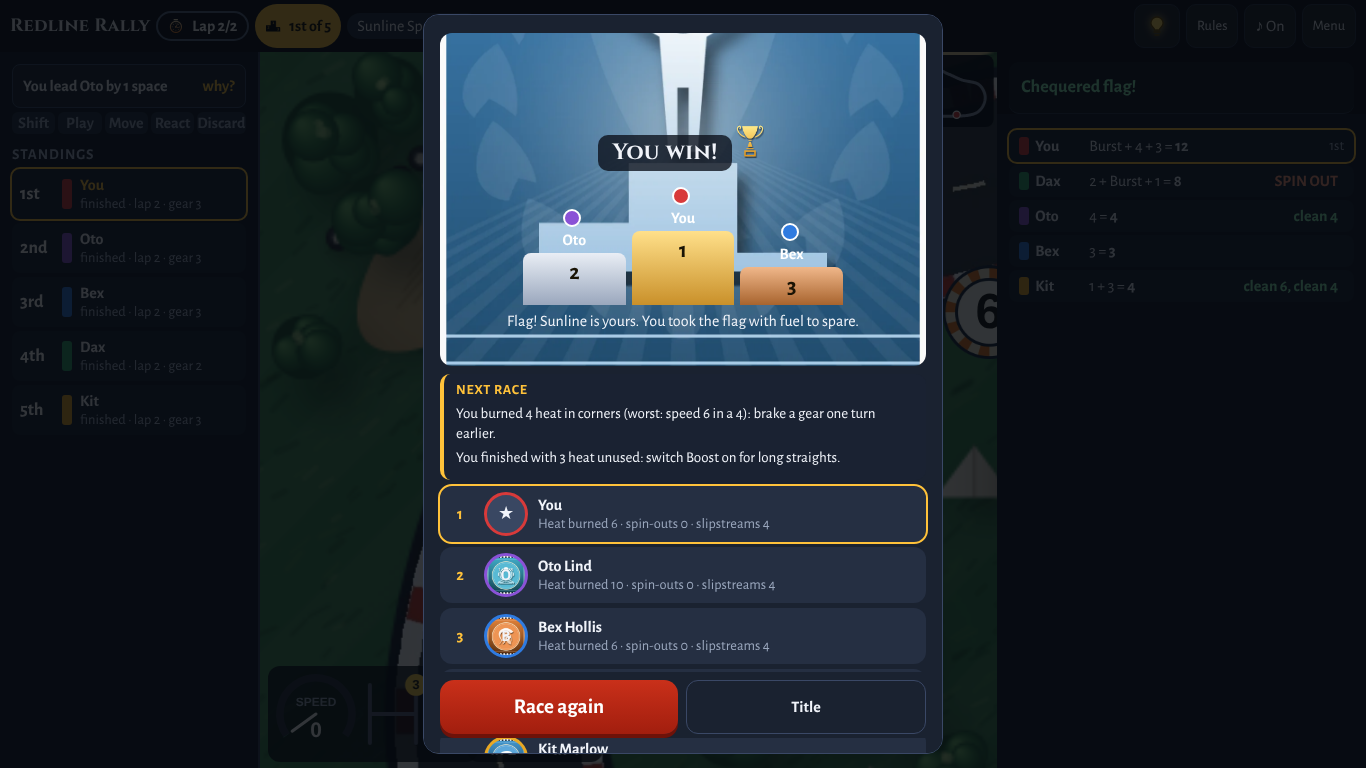 Redline Rally
Lap 2/2
1st of 5
Sunline Sp
Rules
♪ On
Menu
You lead Oto by 1 space
why?
Shift
Play
Move
React
Discard
STANDINGS
1st
You
finished · lap 2 · gear 3
2nd
Oto
finished · lap 2 · gear 3
3rd
Bex
finished · lap 2 · gear 3
4th
Dax
finished · lap 2 · gear 2
5th
Kit
finished · lap 2 · gear 3
SPEED
0
3
You win!
You
Oto
Bex
1
2
3
Flag! Sunline is yours. You took the flag with fuel to spare.
NEXT RACE
You burned 4 heat in corners (worst: speed 6 in a 4): brake a gear one turn
earlier.
You finished with 3 heat unused: switch Boost on for long straights.
1
You
Heat burned 6 · spin-outs 0 · slipstreams 4
2
Oto Lind
Heat burned 10 · spin-outs 0 · slipstreams 4
3
Bex Hollis
Heat burned 6 · spin-outs 0 · slipstreams 4
Race again
Title
Kit Marlow
6
Chequered flag!
You Burst + 4 + 3 = 12 1st
Dax 2 + Burst + 1 = 8 SPIN OUT
Oto 4 = 4 clean 4
Bex 3 = 3
Kit 1 + 3 = 4 clean 6, clean 4